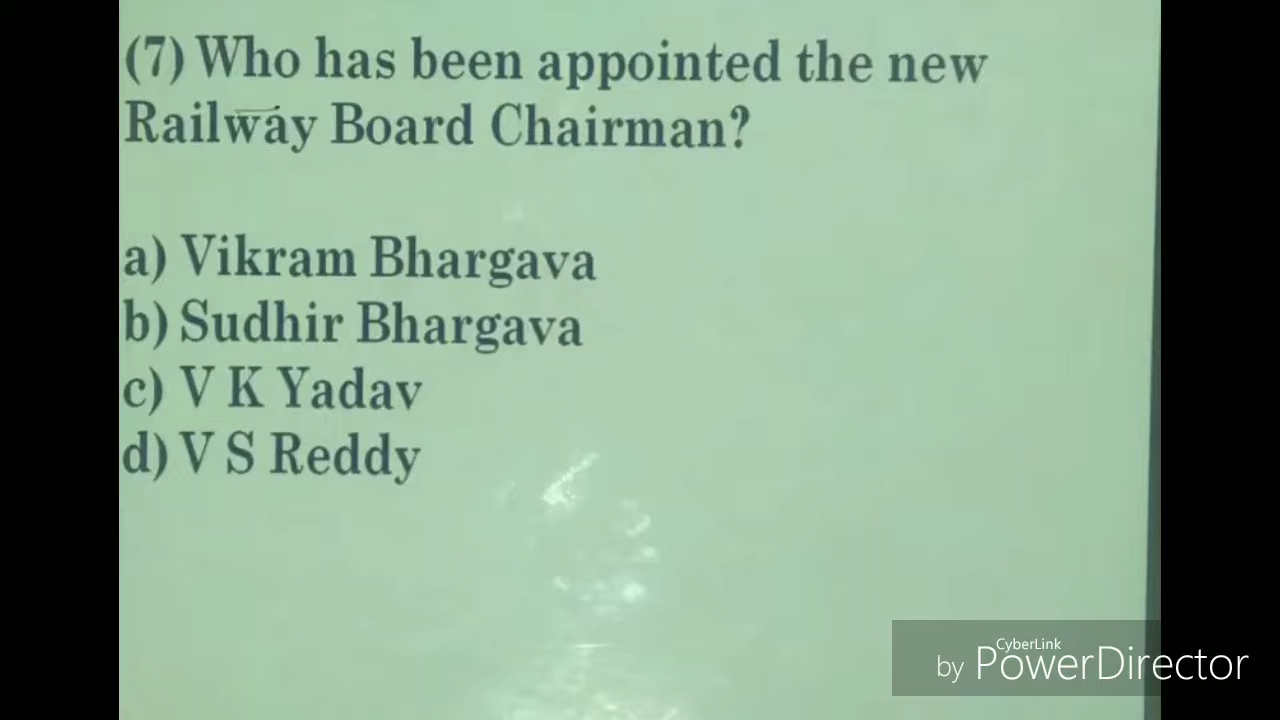 (7) Who has been appointed the new
Railway Board Chairman?
a) Vikram Bhargava
b) Sudhir Bhargava
c) V K Yadav
d) V S Reddy
CyberLink
by PowerDirector